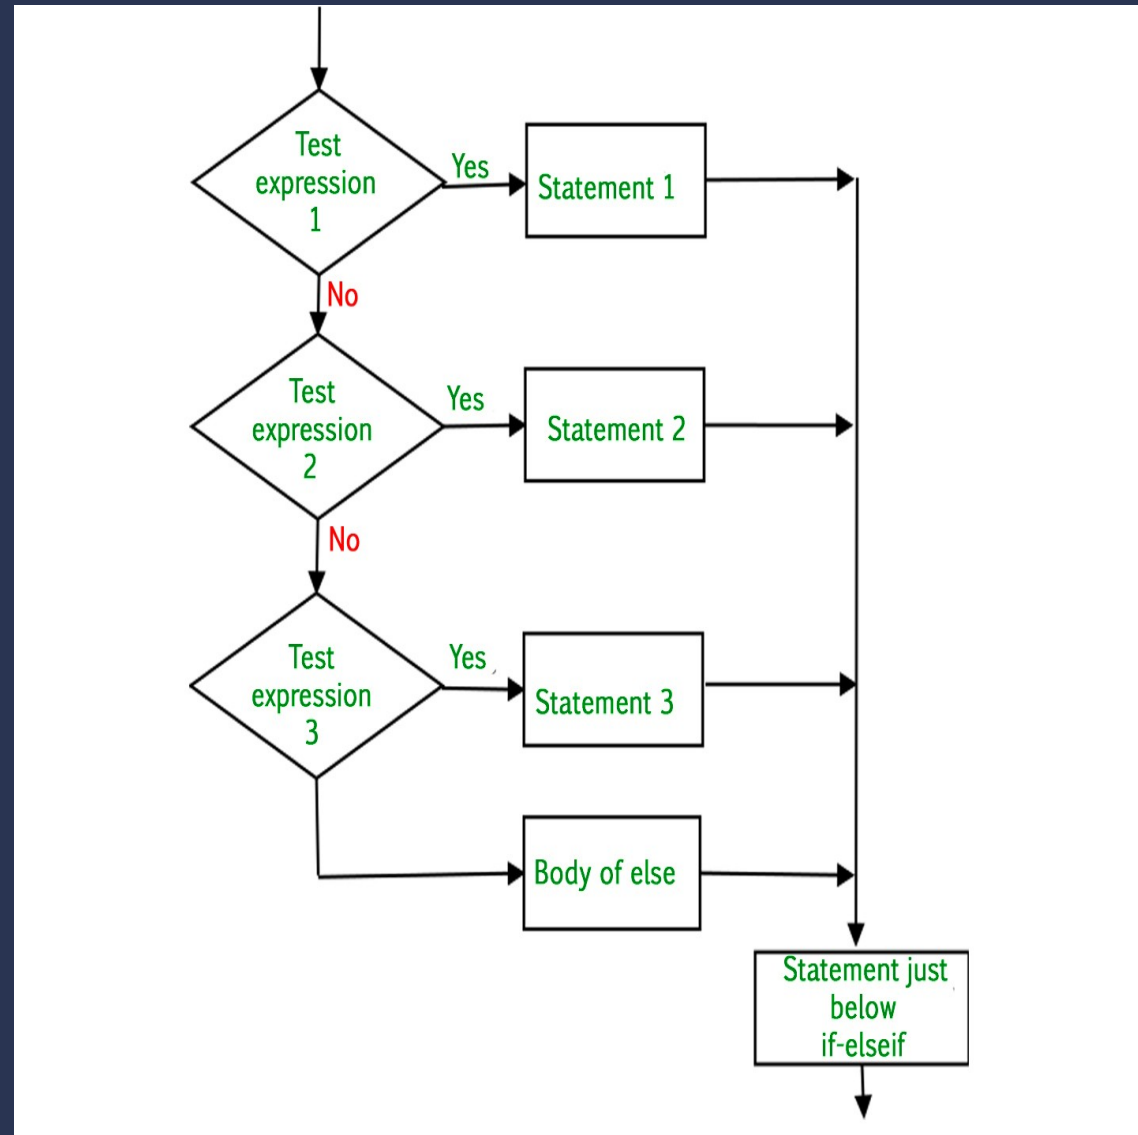 Test
expression
1
Yes
Statement 1
No
Test
expression
2
Yes
Statement 2
No
Test
expression
3
Yes
Statement 3
Body of else
Statement just
below
if-elseif